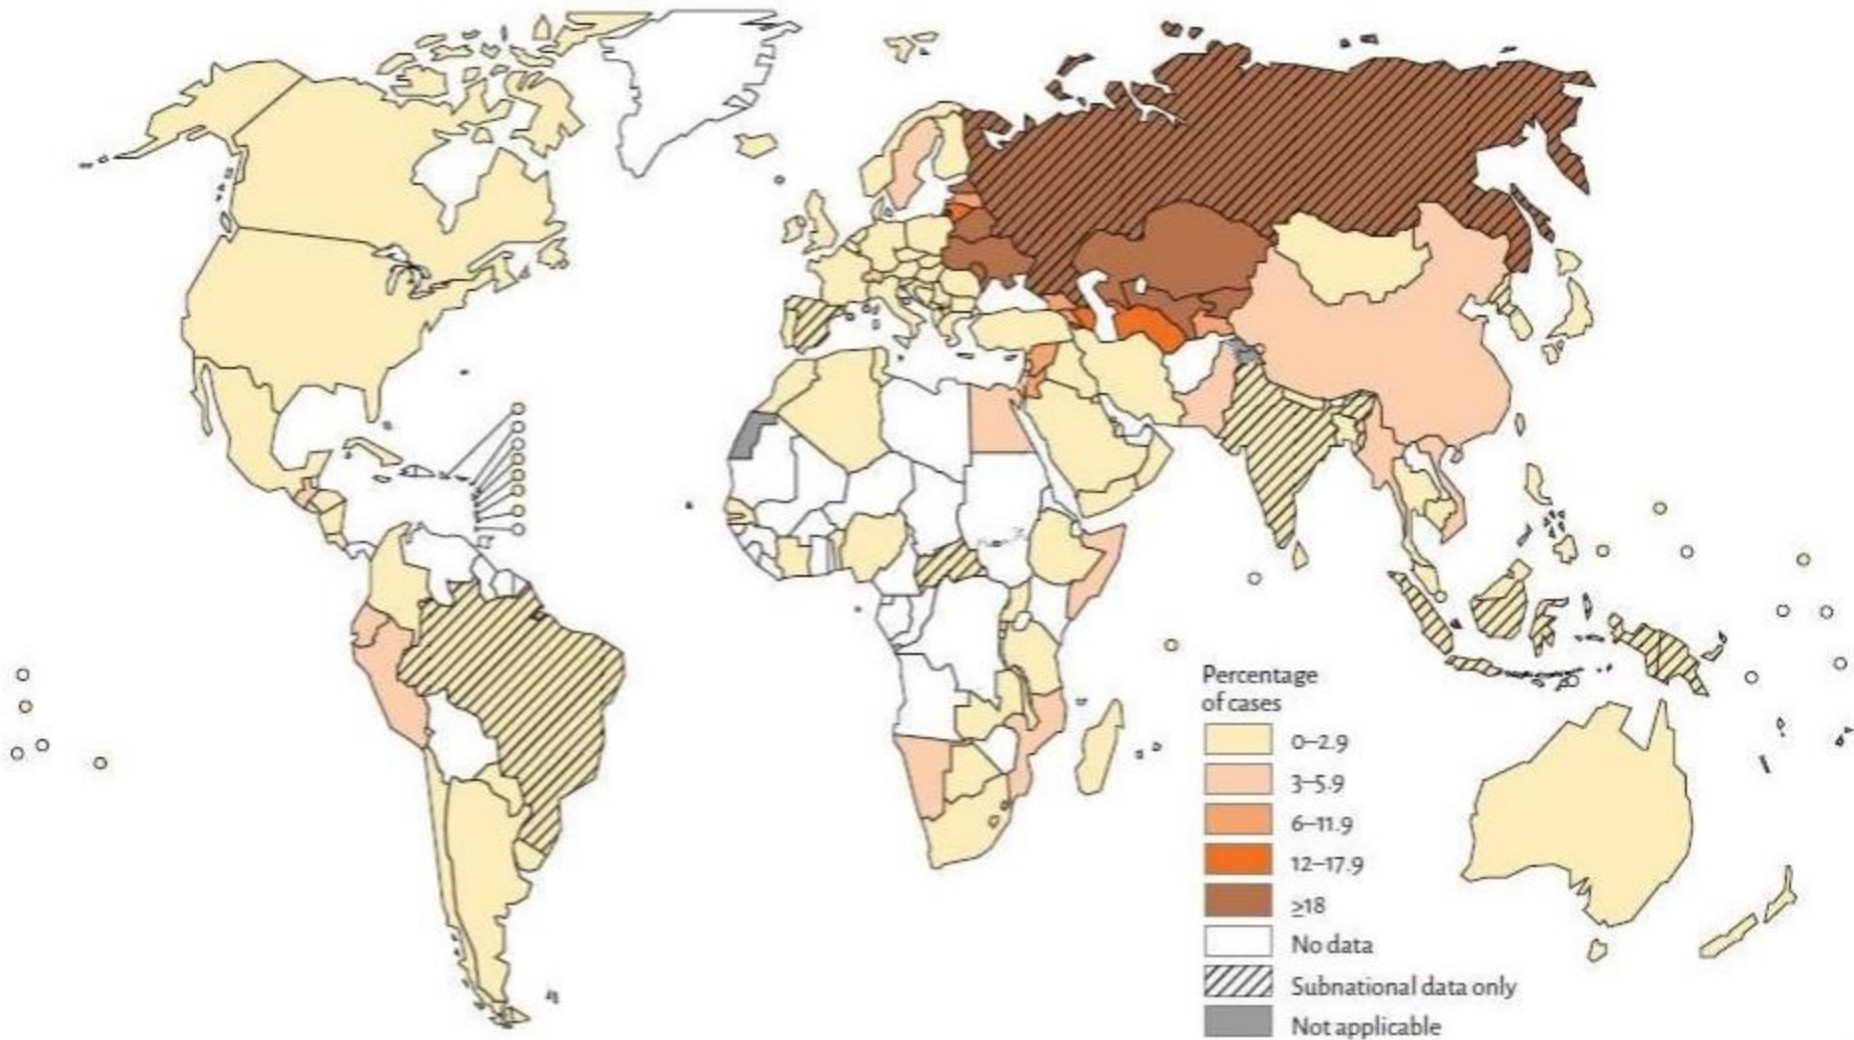 Percentage
of cases
0–2.9
3–5.9
6–11.9
12–17.9
≥18
No data
Subnational data only
Not applicable